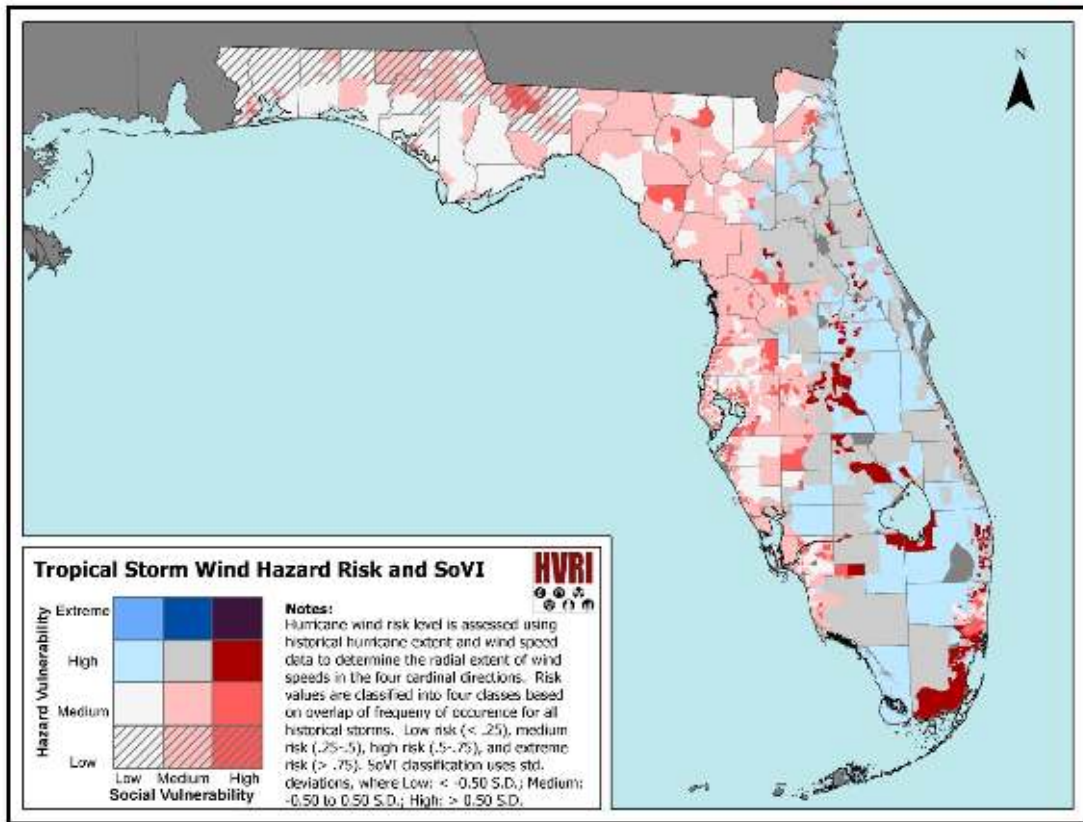 N
Tropical Storm Wind Hazard Risk and SoVI
HVRI
Hazard Vulnerability
Extreme
High
Medium
Low
Low Medium High
Social Vulnerability
Notes:
Hurricane wind risk level is assessed using
historical hurricane extent and wind speed
data to determine the radial extent of wind
speeds in the four cardinal directions. Risk
values are classified into four classes based
on overlap of frequeny of occurence for all
historical storms. Low risk (< .25), medium
risk (.25-.5), high risk (.5-.75), and extreme
risk (> .75). SoVI classification uses std.
deviations, where Low: < -0.50 S.D.; Medium:
-0.50 to 0.50 S.D.; High: > 0.50 S.D.